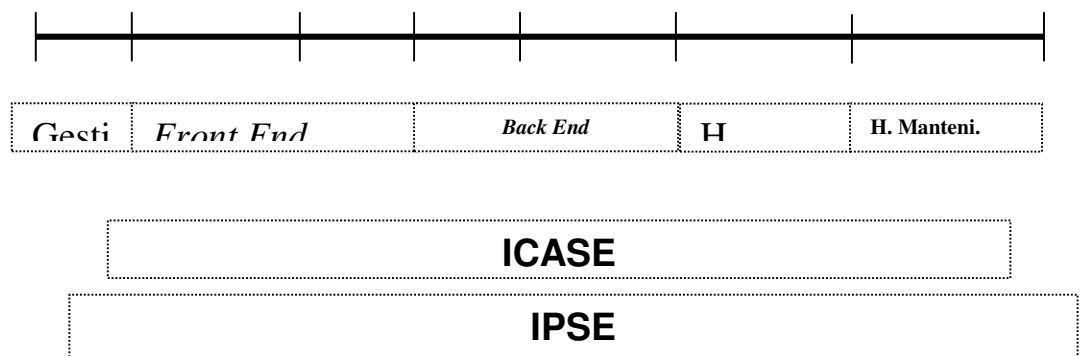 Gesti Front End Back End H H. Manteni.
ICASE
IPSE